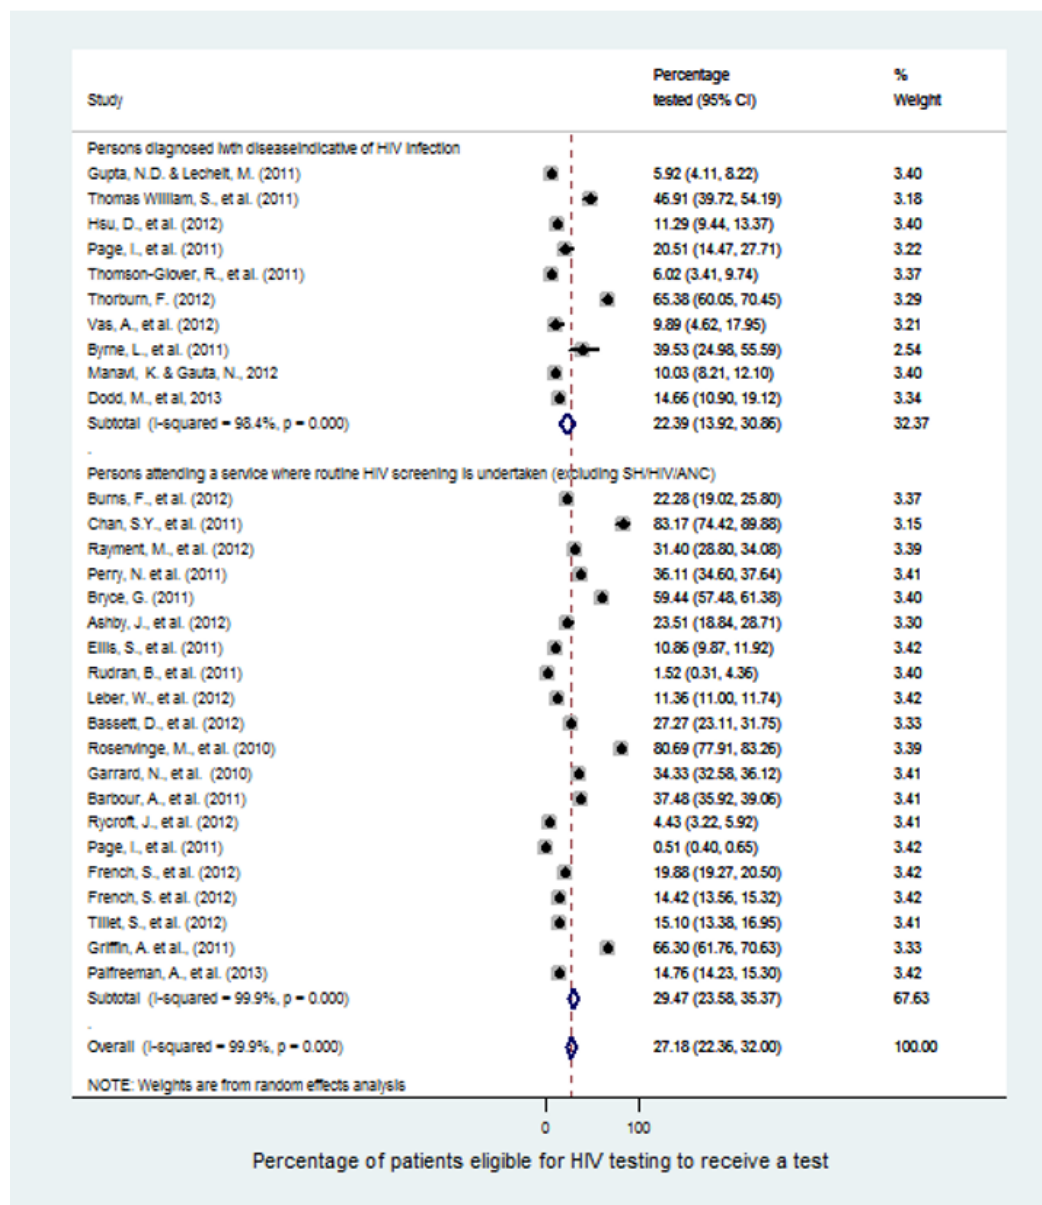 Percentage %
Study tested (95% CI) Weight
Persons diagnosed iwth diseaseindicative of HIV infection
Gupta, N.D. & Lechelt, M. (2011) 5.92 (4.11, 8.22) 3.40
Thomas William, S., et al. (2011) 46.91 (39.72, 54.19) 3.18
Hsu, D., et al. (2012) 11.29 (9.44, 13.37) 3.40
Page, I., et al. (2011) 20.51 (14.47, 27.71) 3.22
Thomson-Glover, R., et al. (2011) 6.02 (3.41, 9.74) 3.37
Thorburn, F. (2012) 65.38 (60.05, 70.45) 3.29
Vas, A., et al. (2012) 9.89 (4.62, 17.95) 3.21
Byrne, L., et al. (2011) 39.53 (24.98, 55.59) 2.54
Manavi, K. & Gauta, N., 2012 10.03 (8.21, 12.10) 3.40
Dodd, M., et al, 2013 14.66 (10.90, 19.12) 3.34
Subtotal (I-squared = 98.4%, p = 0.000) 22.39 (13.92, 30.86) 32.37
.
Persons attending a service where routine HIV screening is undertaken (excluding SH/HIV/ANC)
Burns, F., et al. (2012) 22.28 (19.02, 25.80) 3.37
Chan, S.Y., et al. (2011) 83.17 (74.42, 89.88) 3.15
Rayment, M., et al. (2012) 31.40 (28.80, 34.08) 3.39
Perry, N. et al. (2011) 36.11 (34.60, 37.64) 3.41
Bryce, G. (2011) 59.44 (57.48, 61.38) 3.40
Ashby, J., et al. (2012) 23.51 (18.84, 28.71) 3.30
Ellis, S., et al. (2011) 10.86 (9.87, 11.92) 3.42
Rudran, B., et al. (2011) 1.52 (0.31, 4.36) 3.40
Leber, W., et al. (2012) 11.36 (11.00, 11.74) 3.42
Bassett, D., et al. (2012) 27.27 (23.11, 31.75) 3.33
Rosenvinge, M., et al. (2010) 80.69 (77.91, 83.26) 3.39
Garrard, N., et al. (2010) 34.33 (32.58, 36.12) 3.41
Barbour, A., et al. (2011) 37.48 (35.92, 39.06) 3.41
Rycroft, J., et al. (2012) 4.43 (3.22, 5.92) 3.41
Page, I., et al. (2011) 0.51 (0.40, 0.65) 3.42
French, S., et al. (2012) 19.88 (19.27, 20.50) 3.42
French, S. et al. (2012) 14.42 (13.56, 15.32) 3.42
Tillet, S., et al. (2012) 15.10 (13.38, 16.95) 3.41
Griffin, A. et al., (2011) 66.30 (61.76, 70.63) 3.33
Palfreeman, A., et al. (2013) 14.76 (14.23, 15.30) 3.42
Subtotal (I-squared = 99.9%, p = 0.000) 29.47 (23.58, 35.37) 67.63
.
Overall (I-squared = 99.9%, p = 0.000) 27.18 (22.36, 32.00) 100.00
NOTE: Weights are from random effects analysis
0 100
Percentage of patients eligible for HIV testing to receive a test